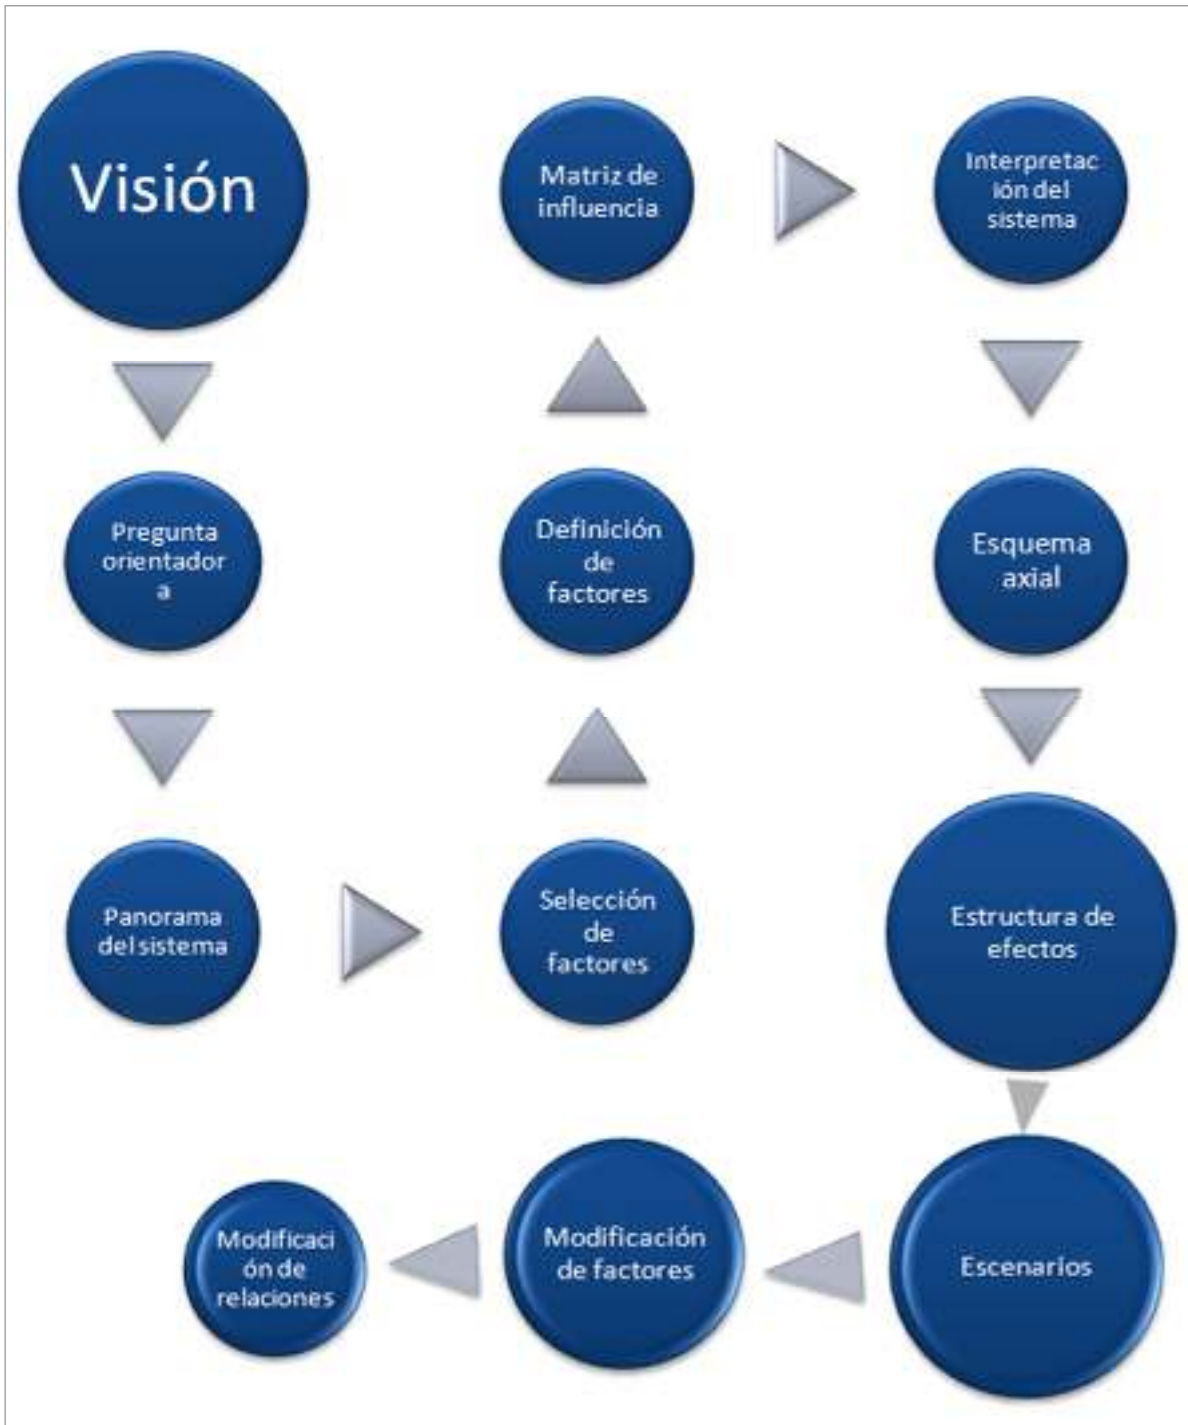 Visión
Pregunta
orientador
a
Panorama
del sistema
Selección
de
factores
Definición
de
factores
Matriz de
influencia
Interpretac
ión del
sistema
Esquema
axial
Estructura de
efectos
Escenarios
Modificación
de factores
Modificaci
ón de
relaciones